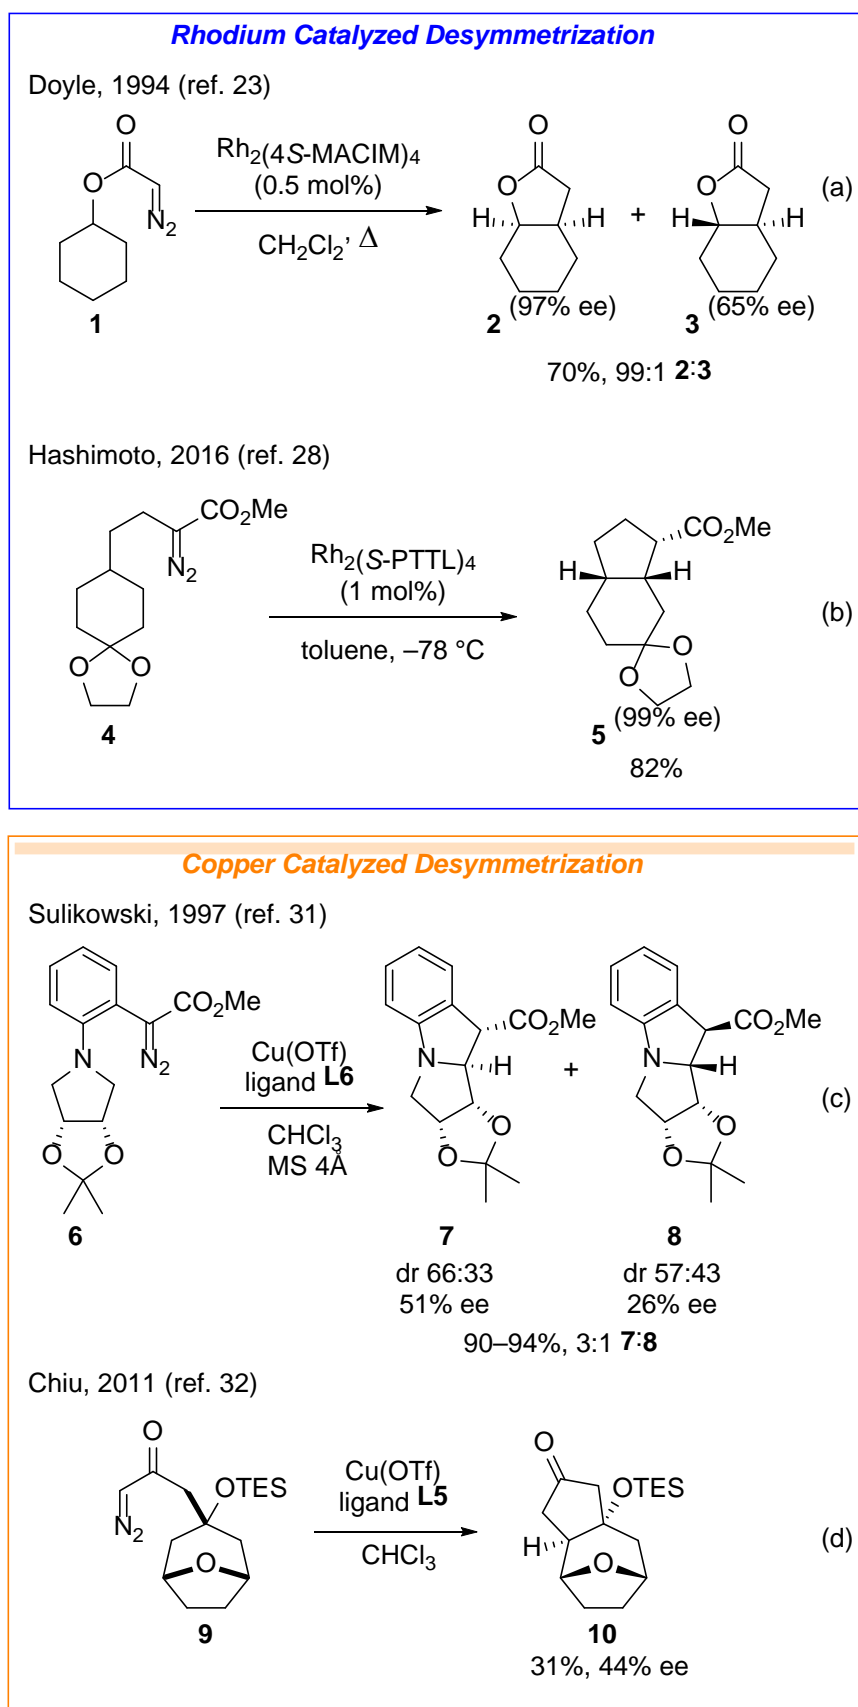 Rhodium Catalyzed Desymmetrization
Doyle, 1994 (ref. 23)
O
O
N2
1
Rh2(4S-MACIM)4
(0.5 mol%)
CH2Cl2, Δ
O
O
H
H
2 (97% ee)
+
O
O
H
H
3 (65% ee)
(a)
70%, 99:1 2:3
Hashimoto, 2016 (ref. 28)
CO2Me
N2
O
O
4
Rh2(S-PTTL)4
(1 mol%)
toluene, –78 °C
CO2Me
H
H
O
O
5 (99% ee)
82%
(b)
Copper Catalyzed Desymmetrization
Sulikowski, 1997 (ref. 31)
CO2Me
N2
N
O
O
6
Cu(OTf)
ligand L6
CHCl3
MS 4Å
CO2Me
N
H
O
O
7
dr 66:33
51% ee
+
CO2Me
N
H
O
O
8
dr 57:43
26% ee
(c)
90–94%, 3:1 7:8
Chiu, 2011 (ref. 32)
O
OTES
N2
O
9
Cu(OTf)
ligand L5
CHCl3
O
OTES
H
O
10
31%, 44% ee
(d)